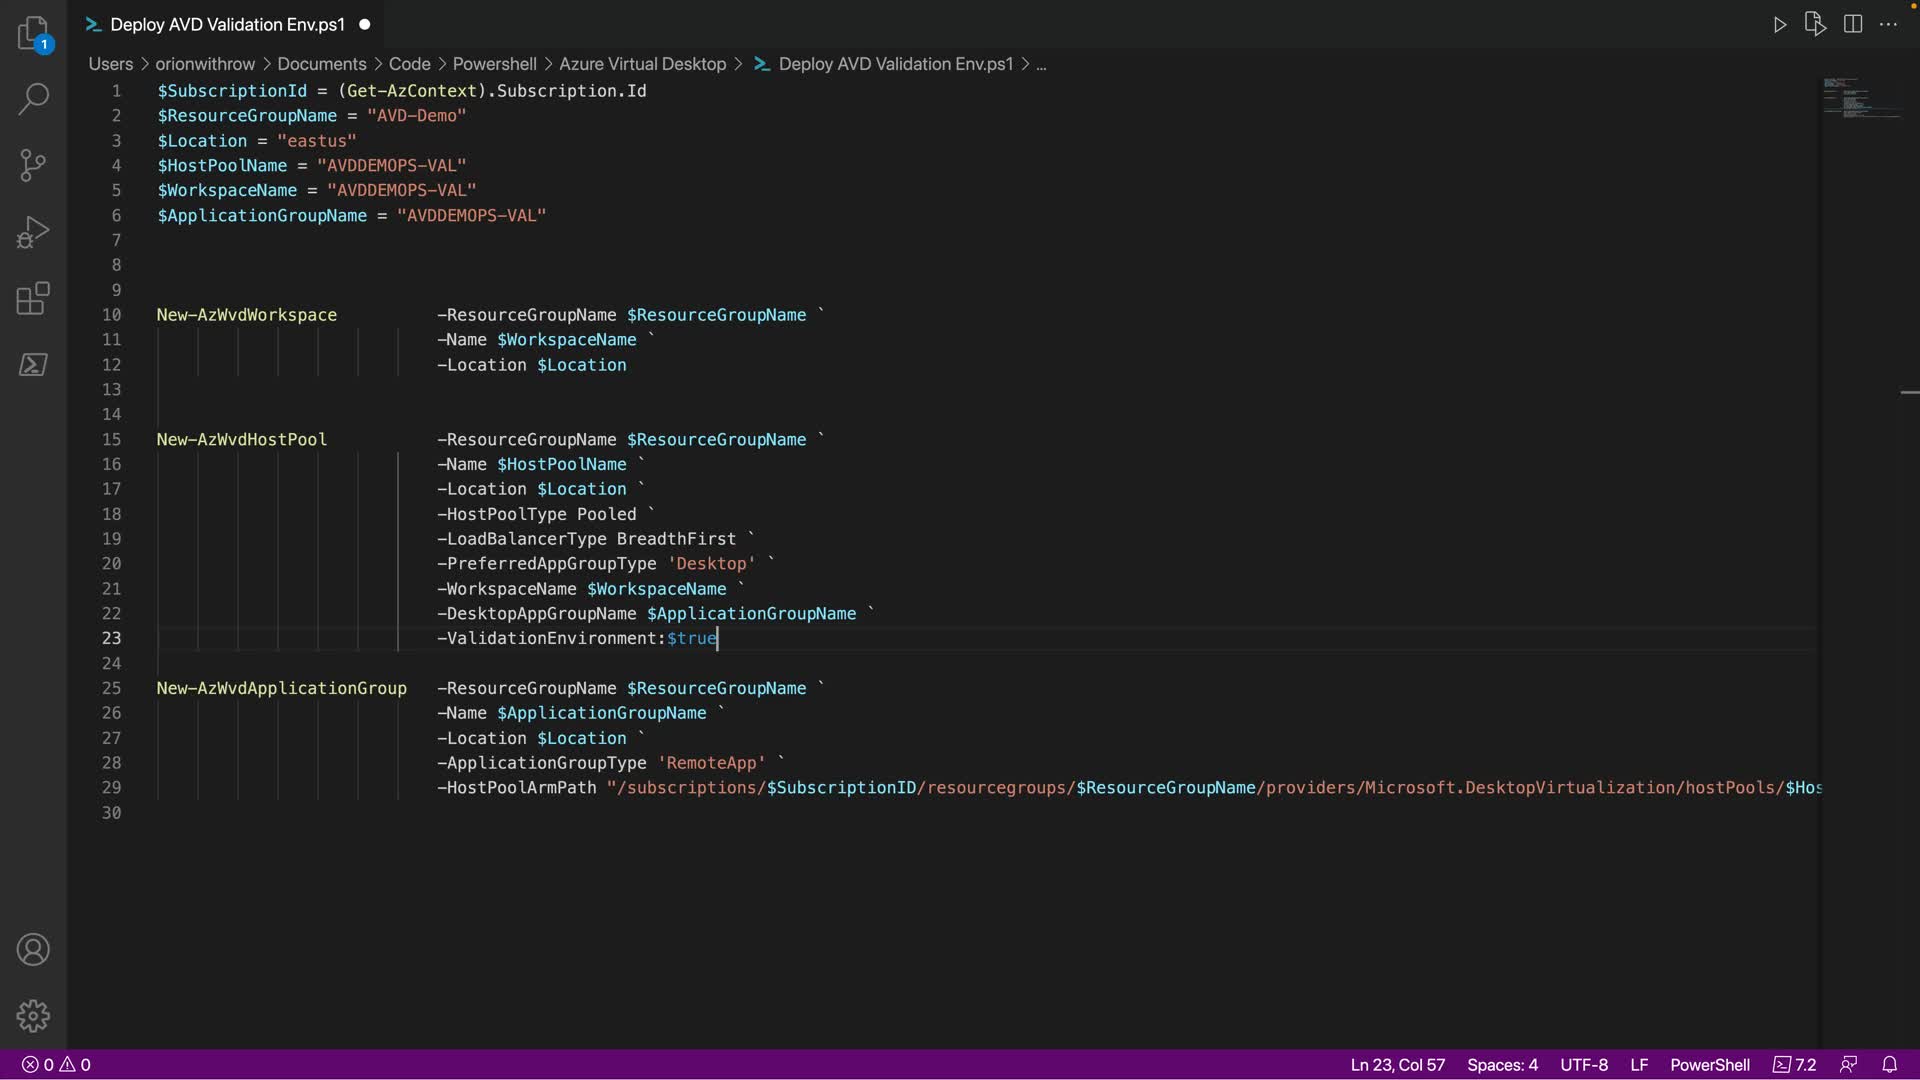 Deploy AVD Validation Env.ps1
1
Users > orionwithrow > Documents > Code > Powershell > Azure Virtual Desktop > Deploy AVD Validation Env.ps1 > ...
1 $SubscriptionId = (Get-AzContext).Subscription.Id
2 $ResourceGroupName = "AVD-Demo"
3 $Location = "eastus"
4 $HostPoolName = "AVDDEMOPS-VAL"
5 $WorkspaceName = "AVDDEMOPS-VAL"
6 $ApplicationGroupName = "AVDDEMOPS-VAL"
7
8
9
10 New-AzWvdWorkspace -ResourceGroupName $ResourceGroupName `
11 -Name $WorkspaceName `
12 -Location $Location
13
14
15 New-AzWvdHostPool -ResourceGroupName $ResourceGroupName `
16 -Name $HostPoolName `
17 -Location $Location `
18 -HostPoolType Pooled `
19 -LoadBalancerType BreadthFirst `
20 -PreferredAppGroupType 'Desktop' `
21 -WorkspaceName $WorkspaceName `
22 -DesktopAppGroupName $ApplicationGroupName `
23 -ValidationEnvironment:$true
24
25 New-AzWvdApplicationGroup -ResourceGroupName $ResourceGroupName `
26 -Name $ApplicationGroupName `
27 -Location $Location `
28 -ApplicationGroupType 'RemoteApp' `
29 -HostPoolArmPath "/subscriptions/$SubscriptionID/resourcegroups/$ResourceGroupName/providers/Microsoft.DesktopVirtualization/hostPools/$Hos
30
0 0 Ln 23, Col 57 Spaces: 4 UTF-8 LF PowerShell 7.2